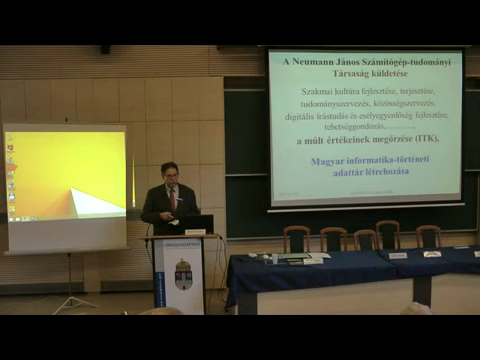 A Neumann János Számítógép-tudományi
Társaság küldetése
Szakmai kultúra fejlesztése, terjesztése,
tudományszervezés, közösségszervezés,
digitális írástudás és esélyegyenlőség fejlesztése,
tehetséggondozás,
a múlt értékeinek megőrzése (ITK),
Magyar informatika-történeti
adattár létrehozása